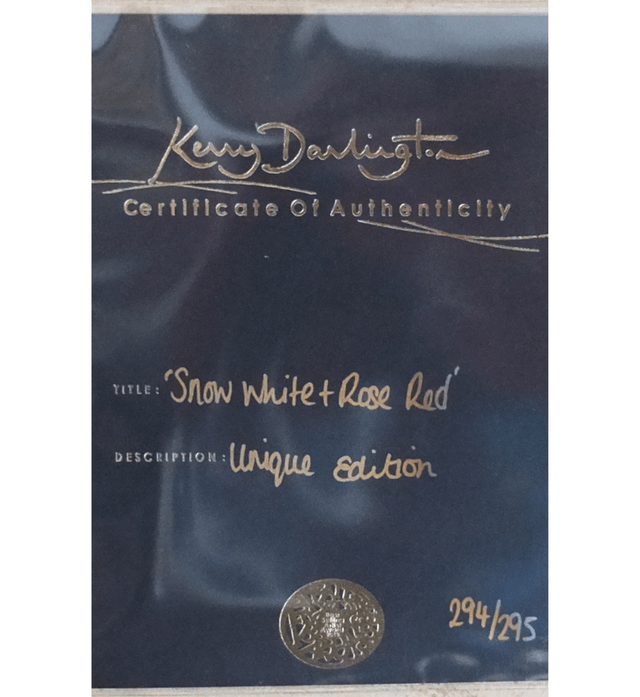 Kerry Darlington
Certificate Of Authenticity
TITLE: 'Snow White + Rose Red'
DESCRIPTION: Unique Edition
294/295